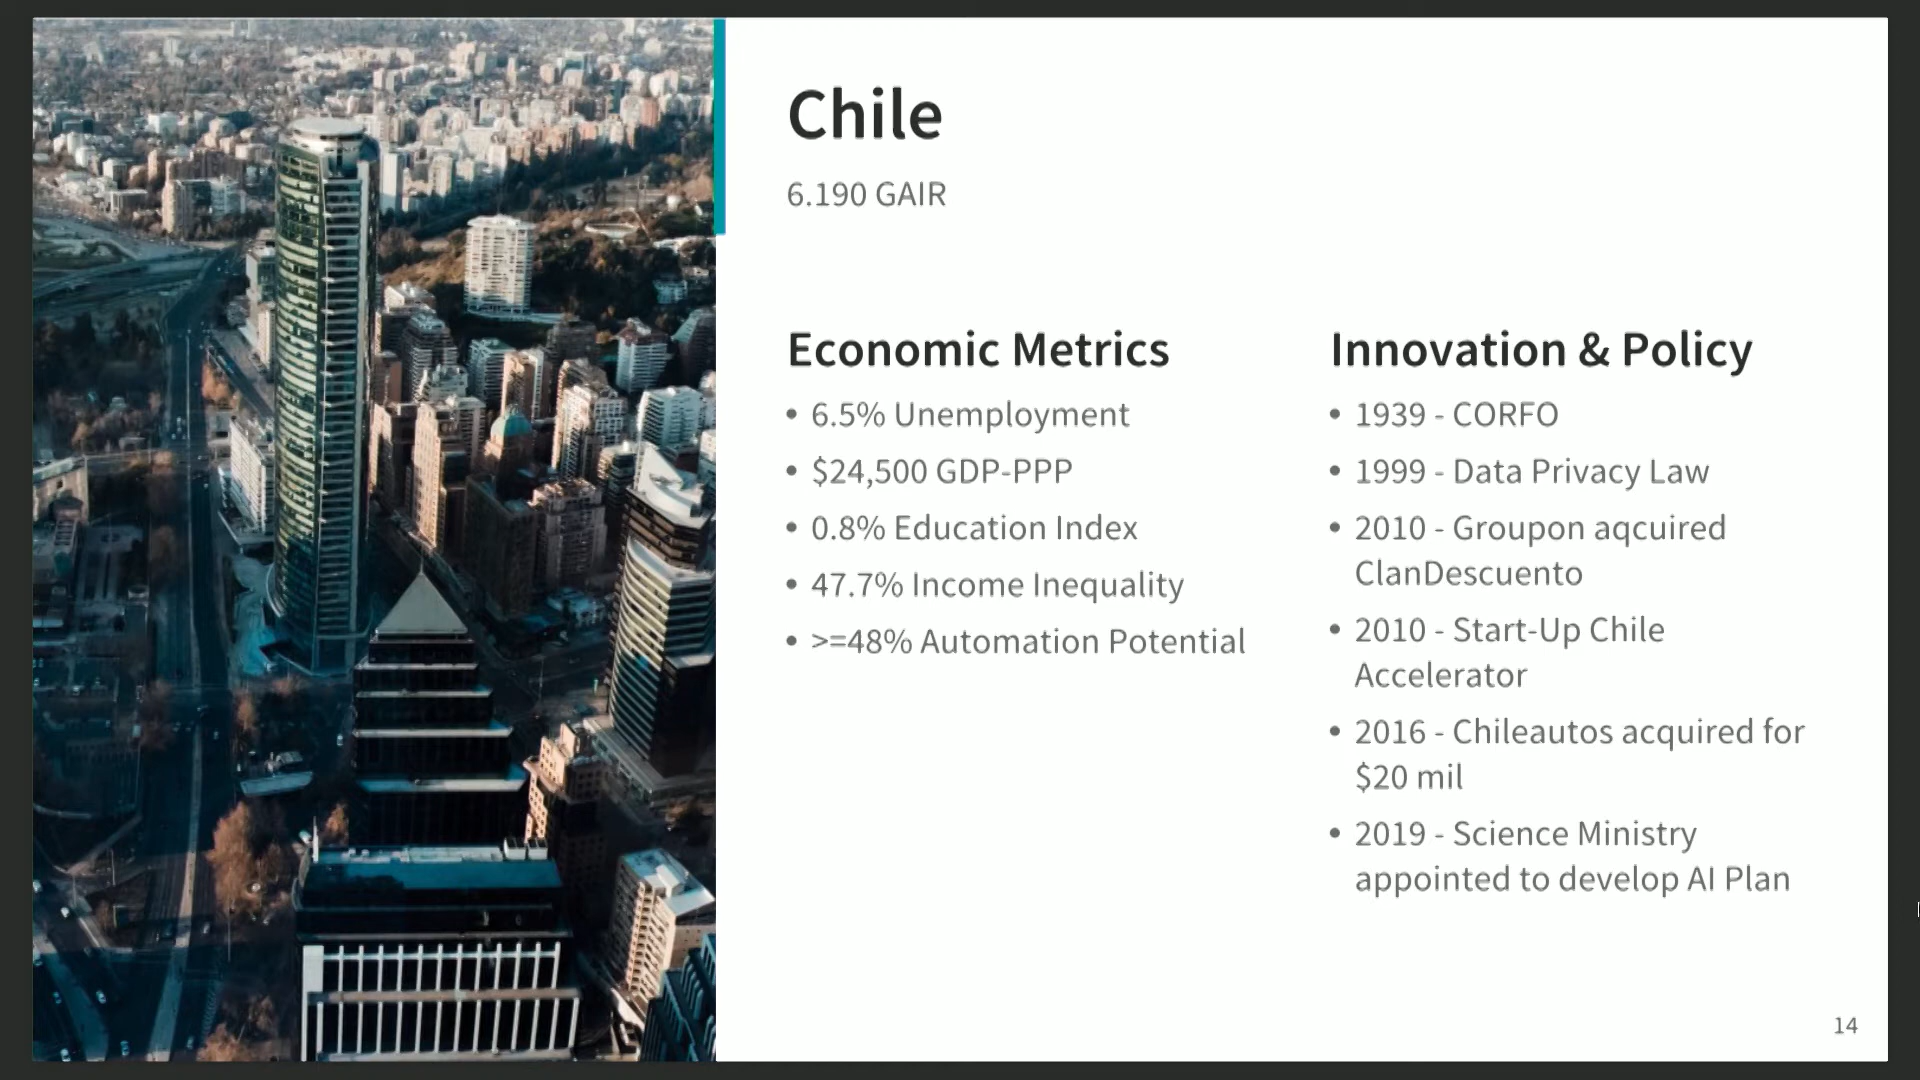 Chile
6.190 GAIR
Economic Metrics
• 6.5% Unemployment
• $24,500 GDP-PPP
• 0.8% Education Index
• 47.7% Income Inequality
• >=48% Automation Potential
Innovation & Policy
• 1939 - CORFO
• 1999 - Data Privacy Law
• 2010 - Groupon aqcuired
ClanDescuento
• 2010 - Start-Up Chile
Accelerator
• 2016 - Chileautos acquired for
$20 mil
• 2019 - Science Ministry
appointed to develop AI Plan
14